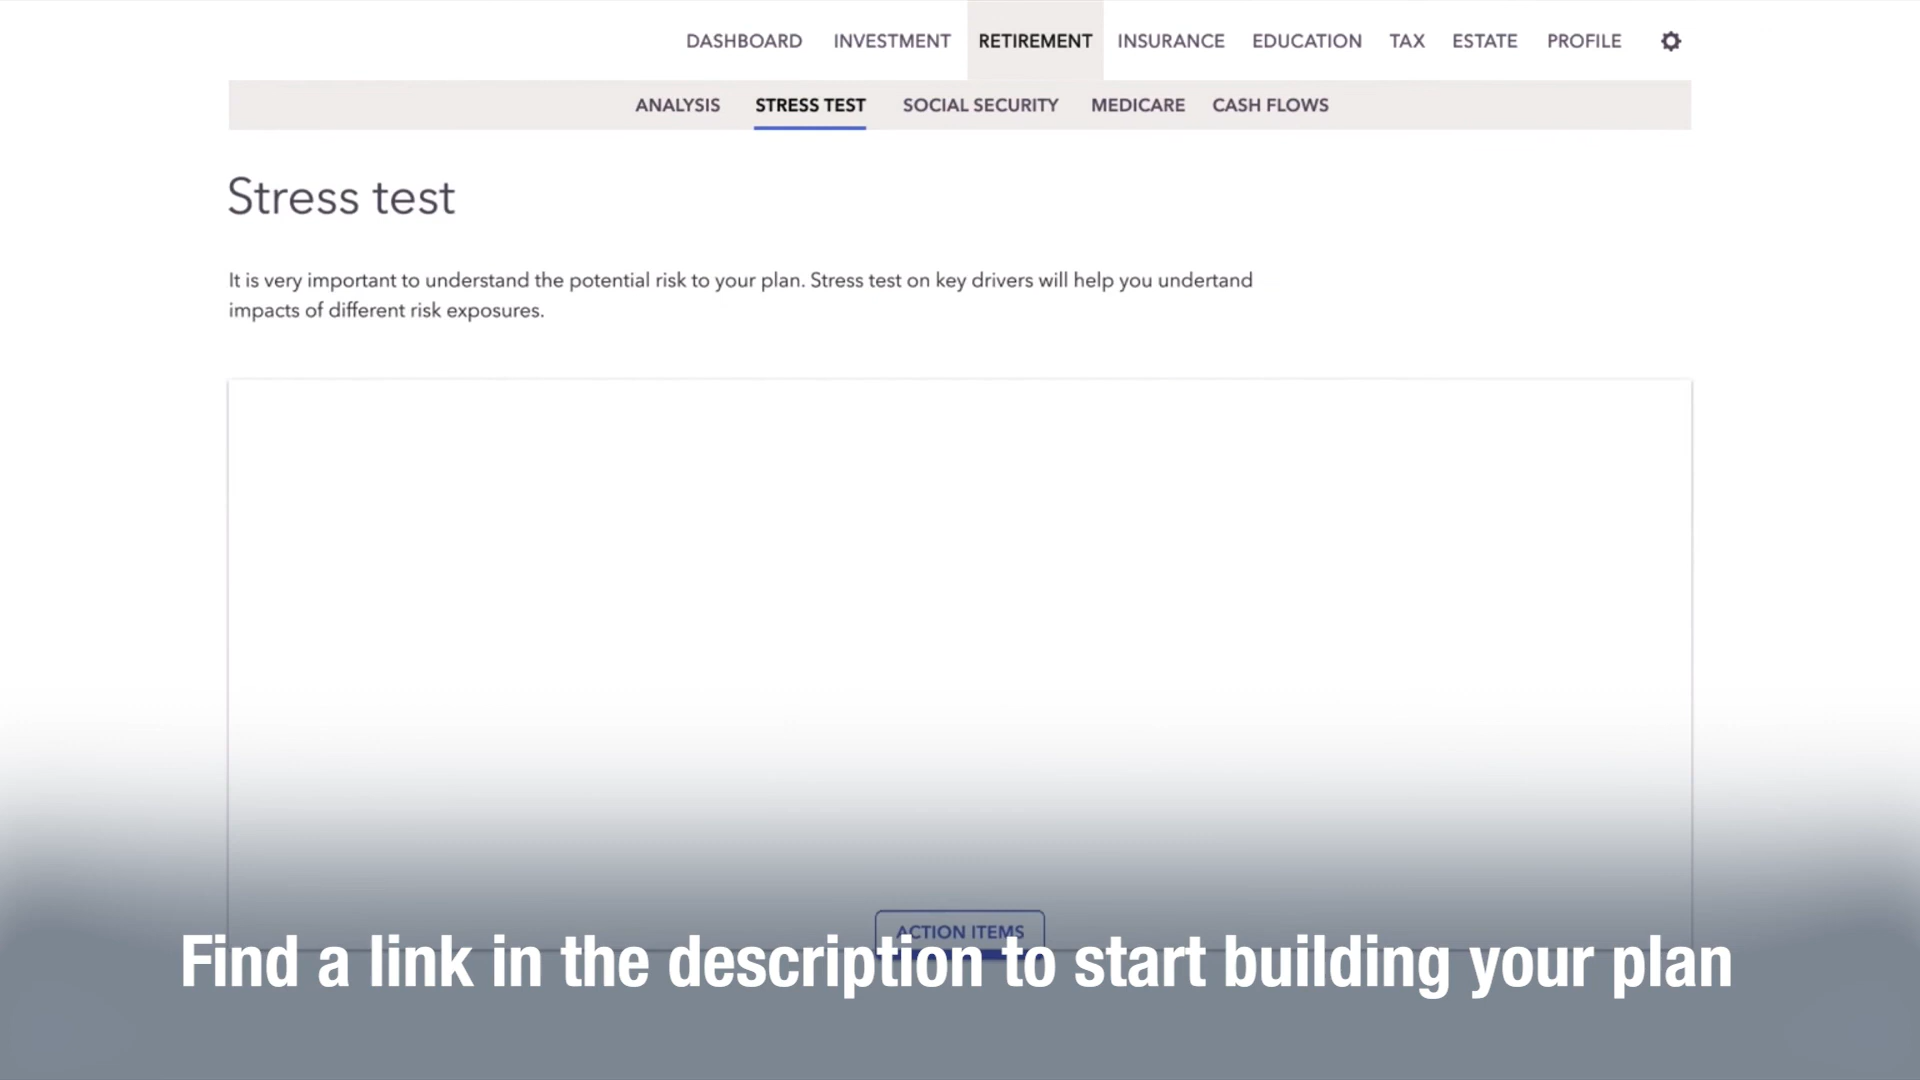 DASHBOARD INVESTMENT RETIREMENT INSURANCE EDUCATION TAX ESTATE PROFILE
ANALYSIS STRESS TEST SOCIAL SECURITY MEDICARE CASH FLOWS
Stress test
It is very important to understand the potential risk to your plan. Stress test on key drivers will help you undertand
impacts of different risk exposures.
ACTION ITEMS
Find a link in the description to start building your plan